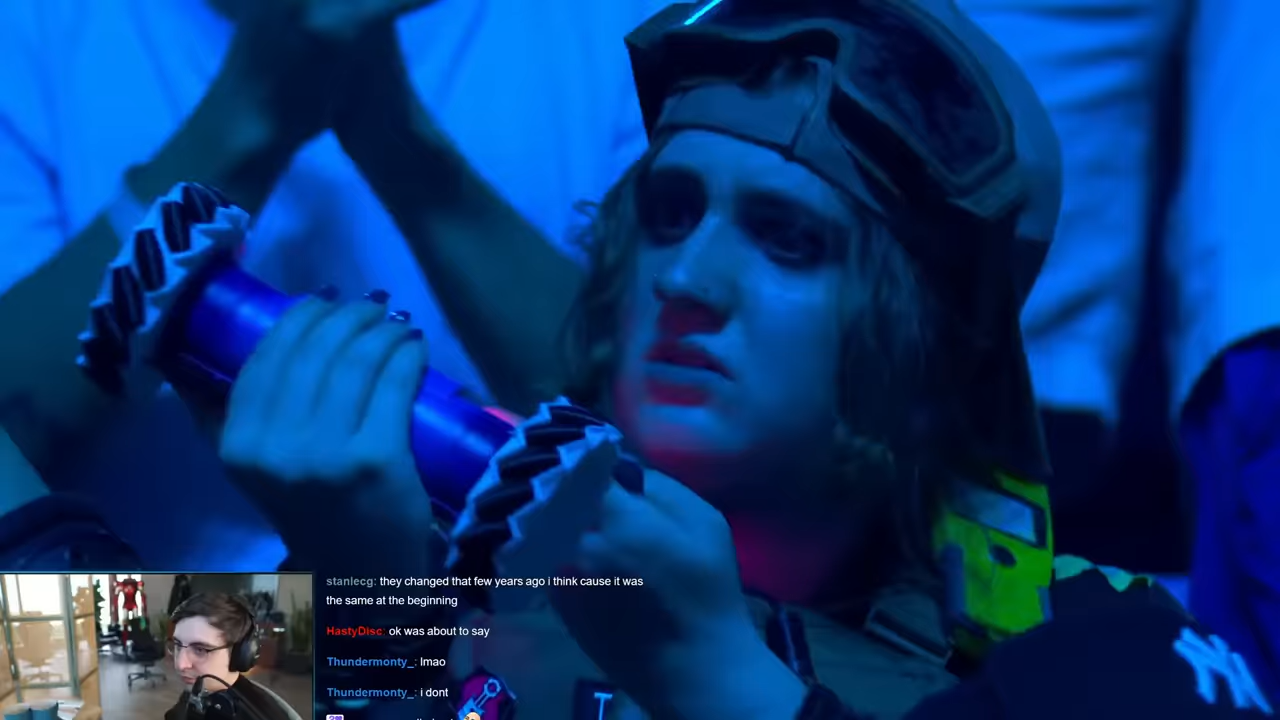 stanlecg: they changed that few years ago i think cause it was
the same at the beginning
HastyDisc: ok was about to say
Thundermonty_: lmao
Thundermonty_: i dont
NY